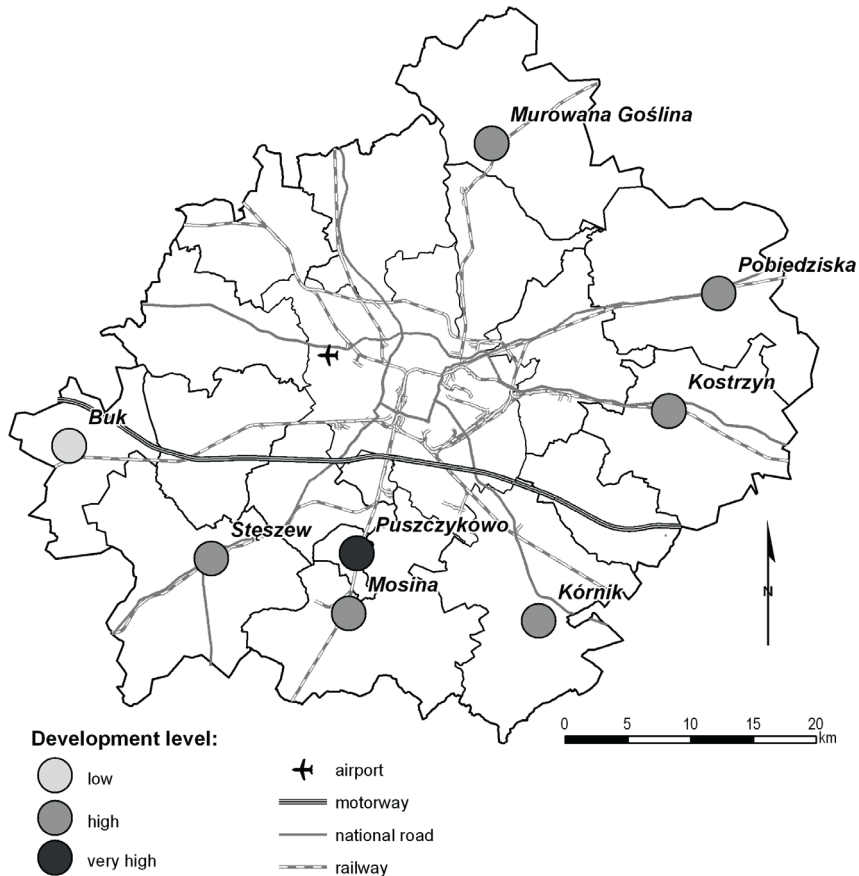 Murowana Goślina
Pobiedziska
Kostrzyn
Buk
Stęszew
Puszczykowo
Mosina
Kórnik
N
0 5 10 15 20
km
Development level:
low
high
very high
airport
motorway
national road
railway